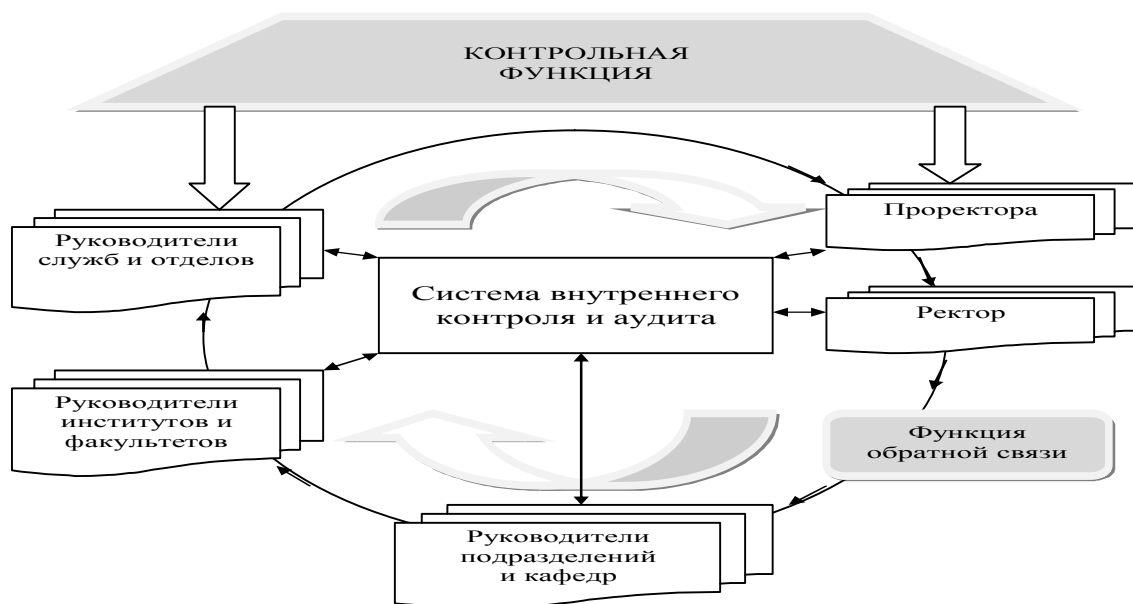 КОНТРОЛЬНАЯ
ФУНКЦИЯ
Руководители
служб и отделов
Проректора
Система внутреннего
контроля и аудита
Ректор
Руководители
институтов и
факультетов
Функция
обратной связи
Руководители
подразделений
и кафедр